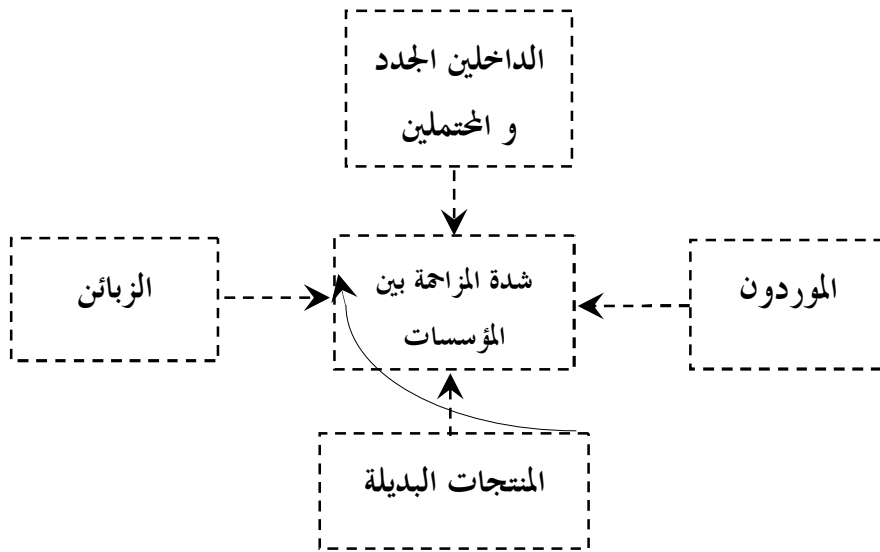 الداخلين الجدد
و المحتملين
الموردون
شدة المزاحمة بين
المؤسسات
الزبائن
المنتجات البديلة